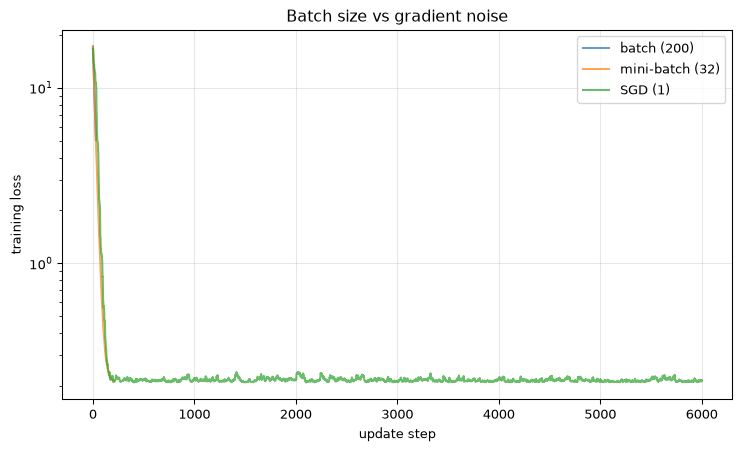 Batch size vs gradient noise
batch (200)
mini-batch (32)
SGD (1)
10¹
10⁰
training loss
0 1000 2000 3000 4000 5000 6000
update step